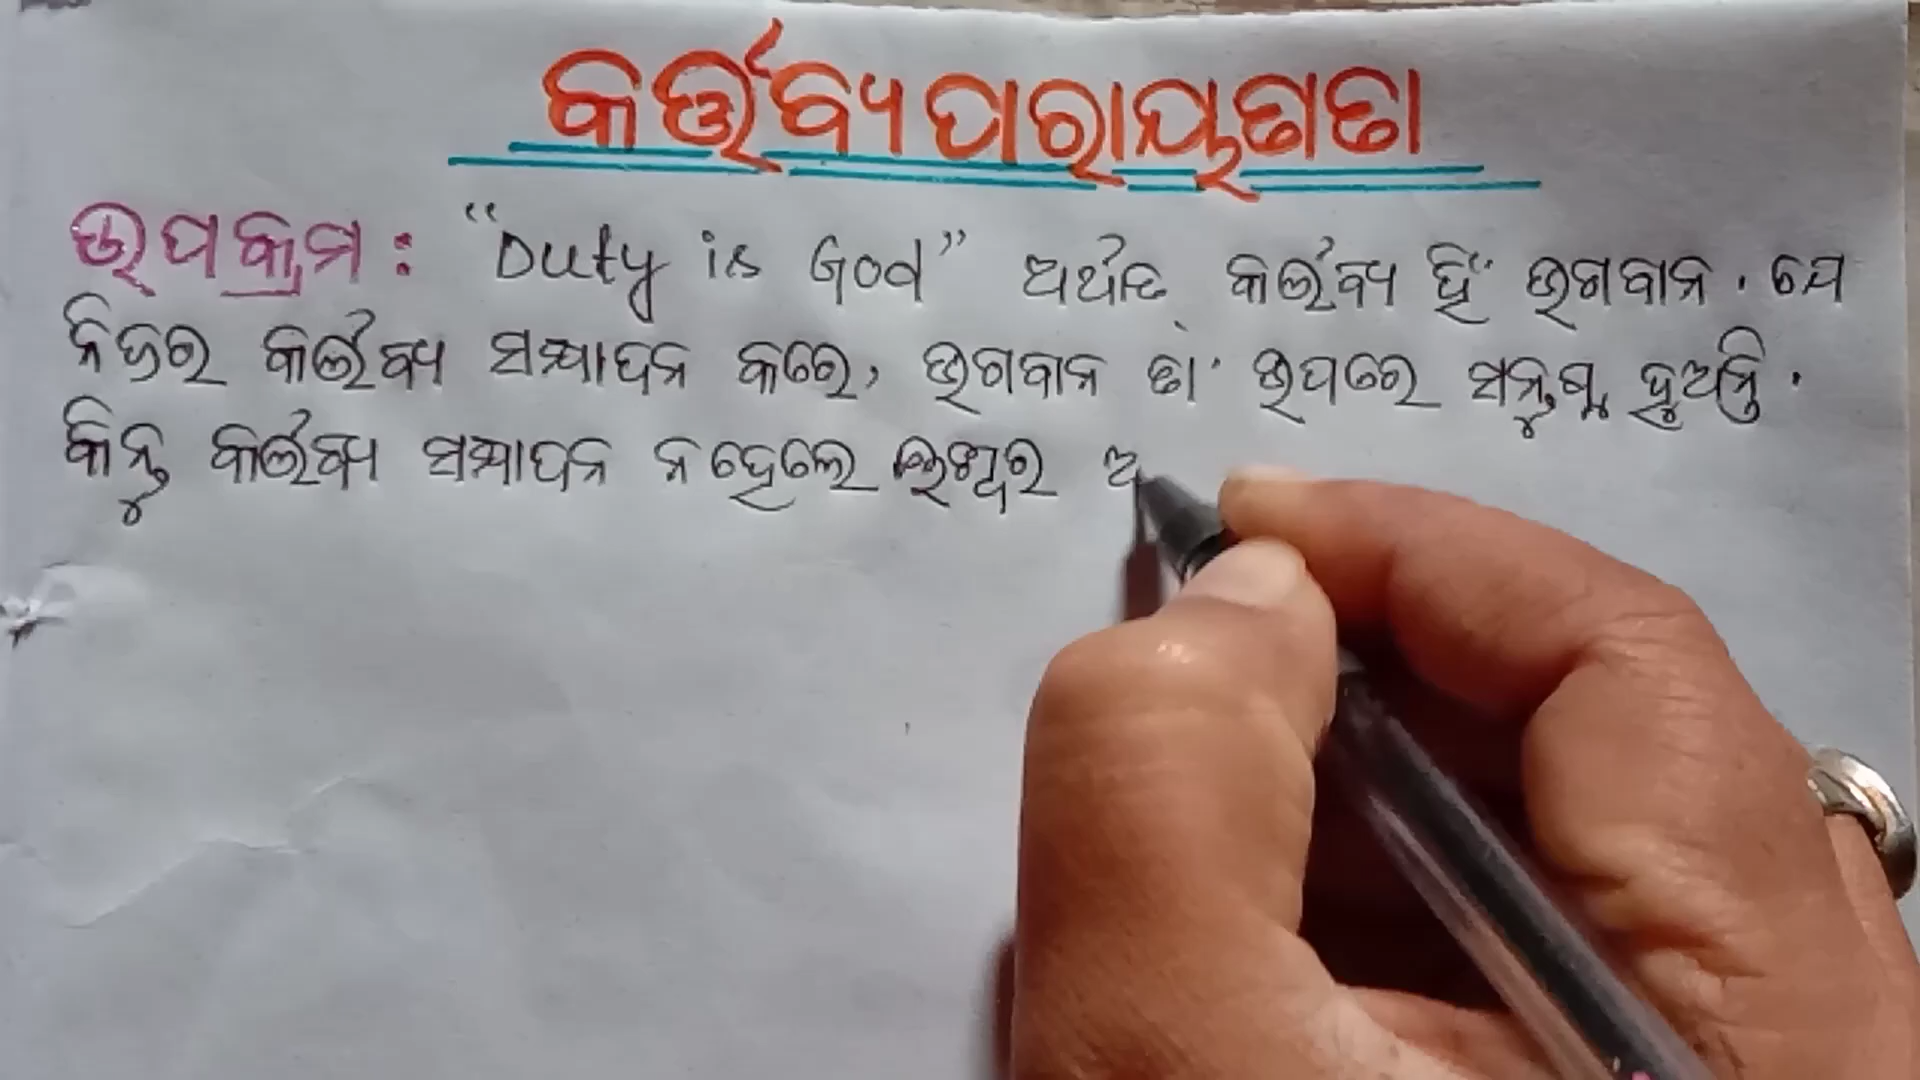 କର୍ତ୍ତବ୍ୟପରାୟଣତା
ଉପକ୍ରମ : “Duty is God” ଅର୍ଥାତ୍ କର୍ତ୍ତବ୍ୟ ହିଁ ଭଗବାନ . ଯେ
ନିଜର କର୍ତ୍ତବ୍ୟ ସମ୍ପାଦନ କରେ, ଭଗବାନ ତା' ଉପରେ ସନ୍ତୁଷ୍ଟ ହୁଅନ୍ତି .
କିନ୍ତୁ କର୍ତ୍ତବ୍ୟ ସମ୍ପାଦନ ନହେଲେ ଈଶ୍ୱର ଅ